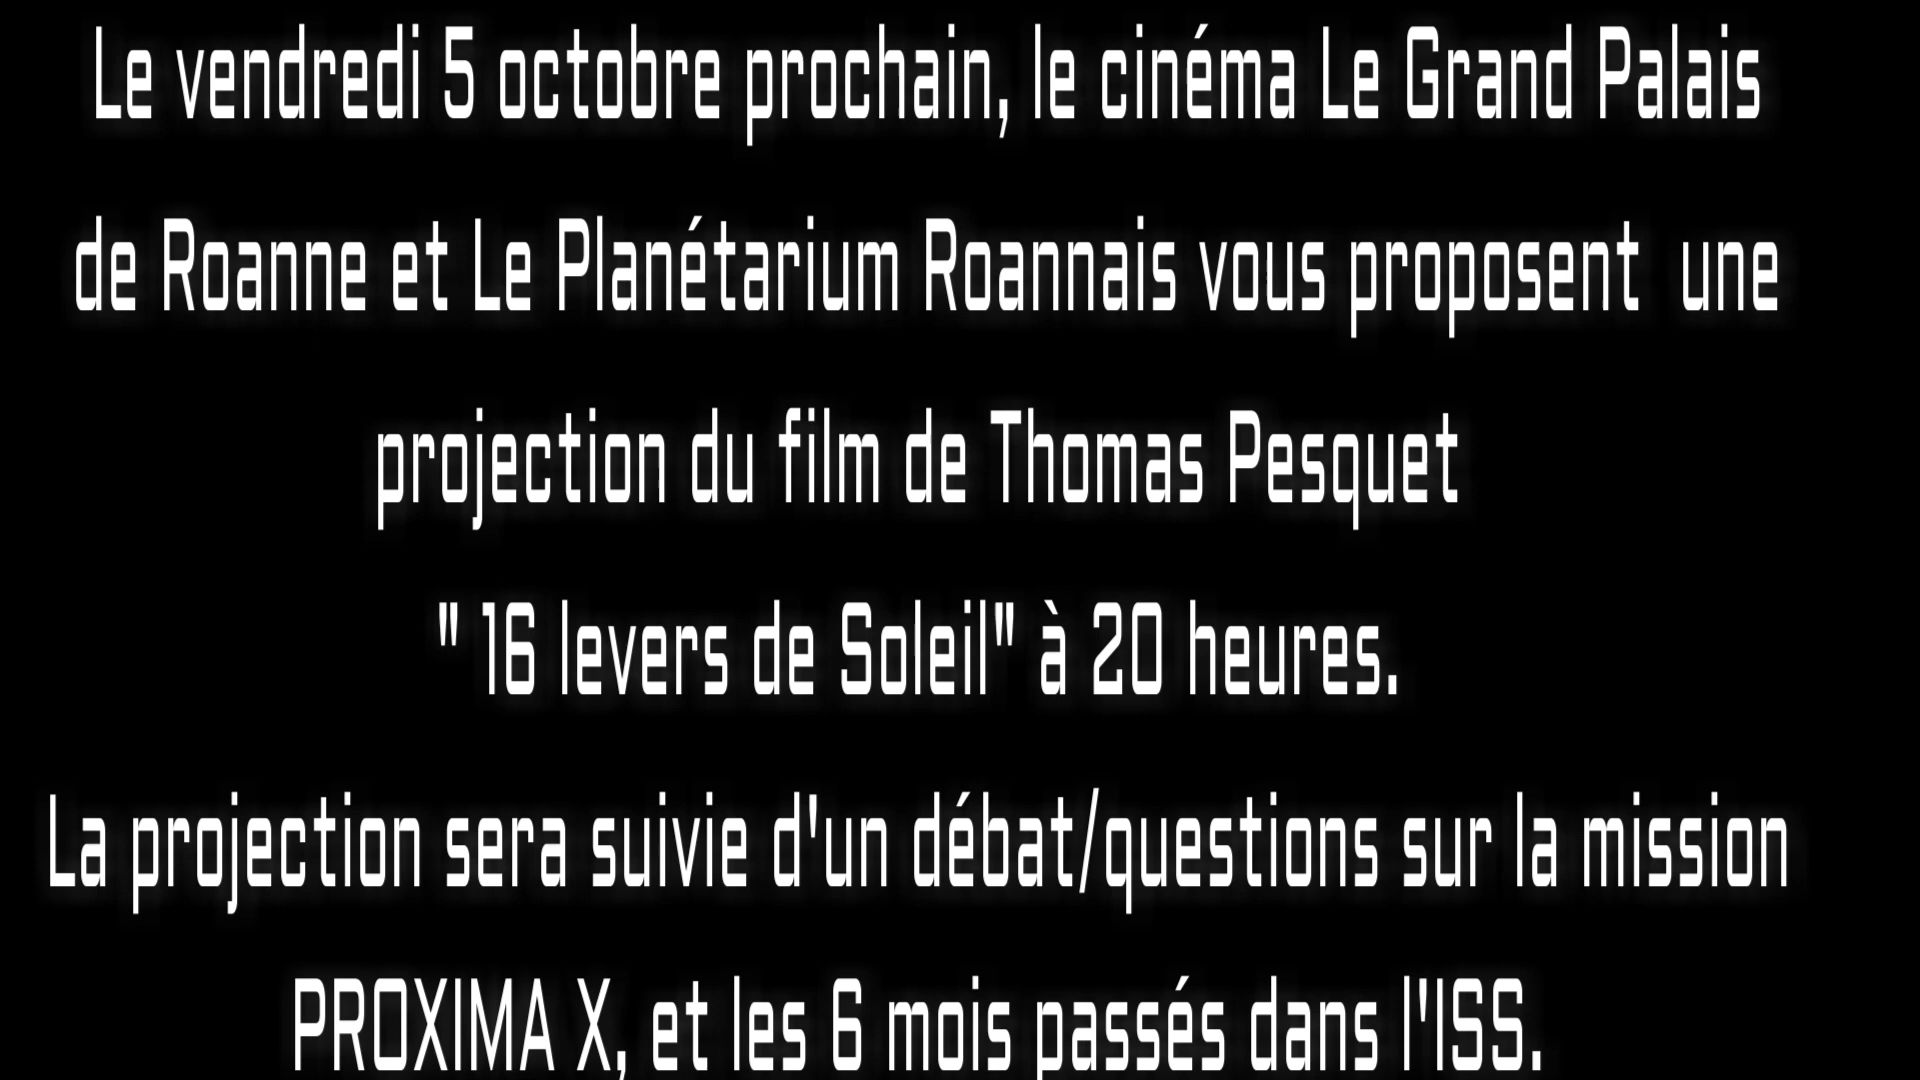 Le vendredi 5 octobre prochain, le cinéma Le Grand Palais
de Roanne et Le Planétarium Roannais vous proposent  une
projection du film de Thomas Pesquet
" 16 levers de Soleil" à 20 heures.
La projection sera suivie d'un débat/questions sur la mission
PROXIMA X, et les 6 mois passés dans l'ISS.